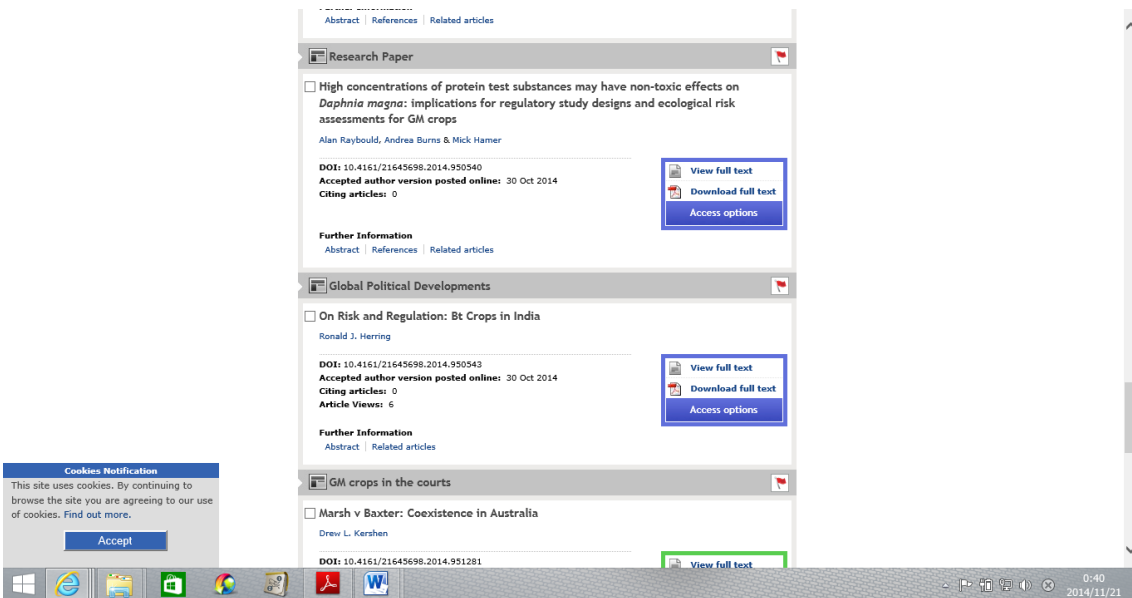 Abstract | References | Related articles
Research Paper
High concentrations of protein test substances may have non-toxic effects on
Daphnia magna: implications for regulatory study designs and ecological risk
assessments for GM crops
Alan Raybould, Andrea Burns & Mick Hamer
DOI: 10.4161/21645698.2014.950540
Accepted author version posted online: 30 Oct 2014
Citing articles: 0
View full text
Download full text
Access options
Further Information
Abstract | References | Related articles
Global Political Developments
On Risk and Regulation: Bt Crops in India
Ronald J. Herring
DOI: 10.4161/21645698.2014.950543
Accepted author version posted online: 30 Oct 2014
Citing articles: 0
Article Views: 6
View full text
Download full text
Access options
Further Information
Abstract | Related articles
GM crops in the courts
Marsh v Baxter: Coexistence in Australia
Drew L. Kershen
DOI: 10.4161/21645698.2014.951281
View full text
Cookies Notification
This site uses cookies. By continuing to
browse the site you are agreeing to our use
of cookies. Find out more.
Accept
0:40
2014/11/21